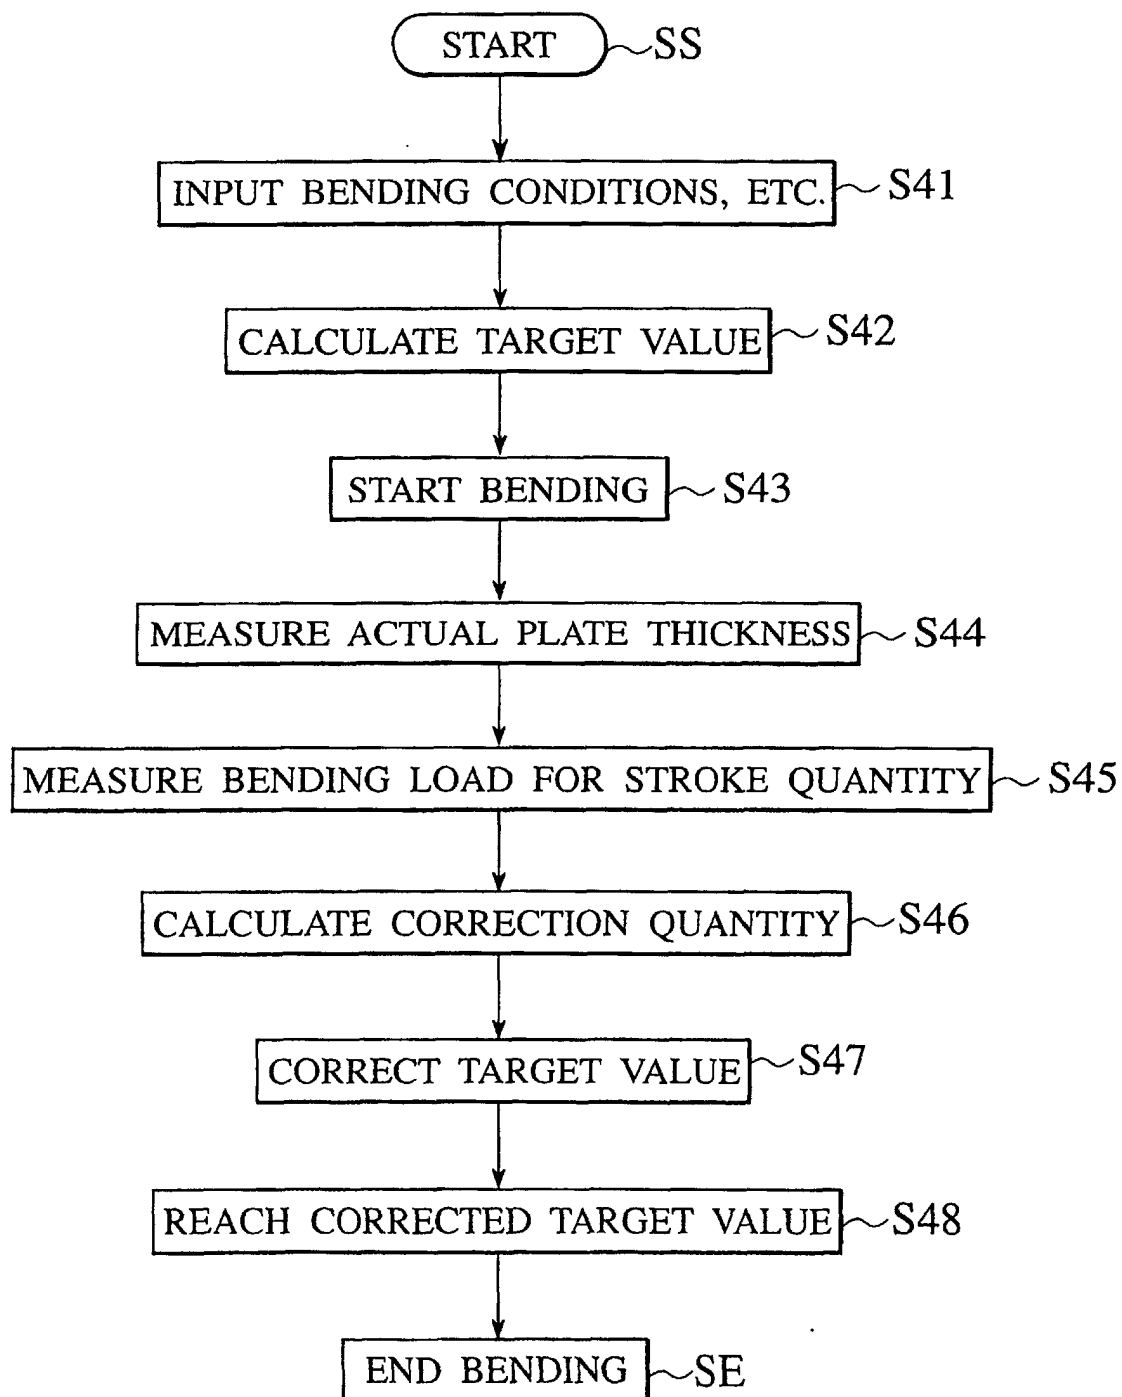 START SS
INPUT BENDING CONDITIONS, ETC. S41
CALCULATE TARGET VALUE S42
START BENDING S43
MEASURE ACTUAL PLATE THICKNESS S44
MEASURE BENDING LOAD FOR STROKE QUANTITY S45
CALCULATE CORRECTION QUANTITY S46
CORRECT TARGET VALUE S47
REACH CORRECTED TARGET VALUE S48
END BENDING SE